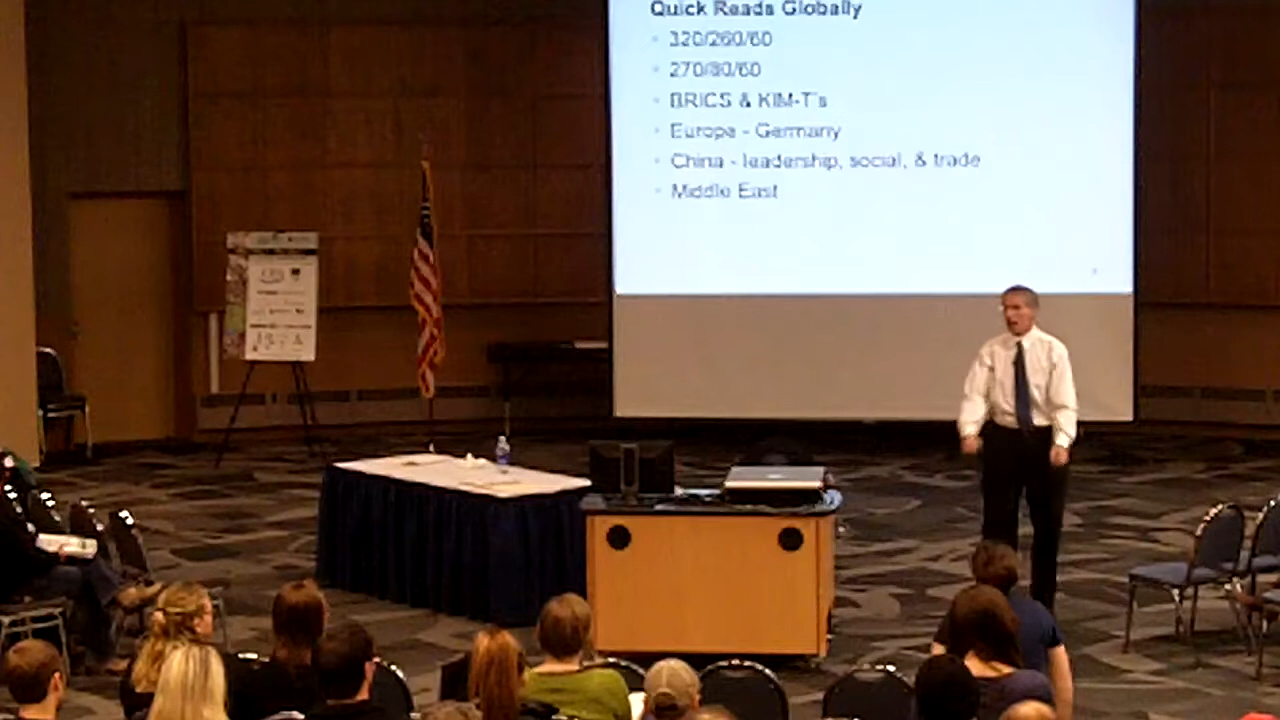 Quick Reads Globally
320/260/60
270/80/60
BRICS & KIM-T's
Europe - Germany
China - leadership, social, & trade
Middle East